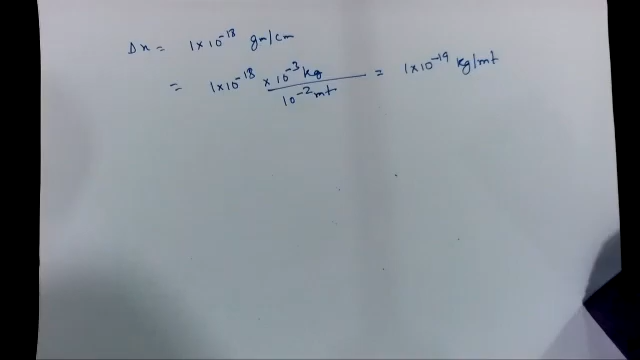 Δx = 1×10⁻¹⁸ gm/cm
= 1×10⁻¹⁸ × 10⁻³ kg / 10⁻² mt = 1×10⁻¹⁹ kg/mt